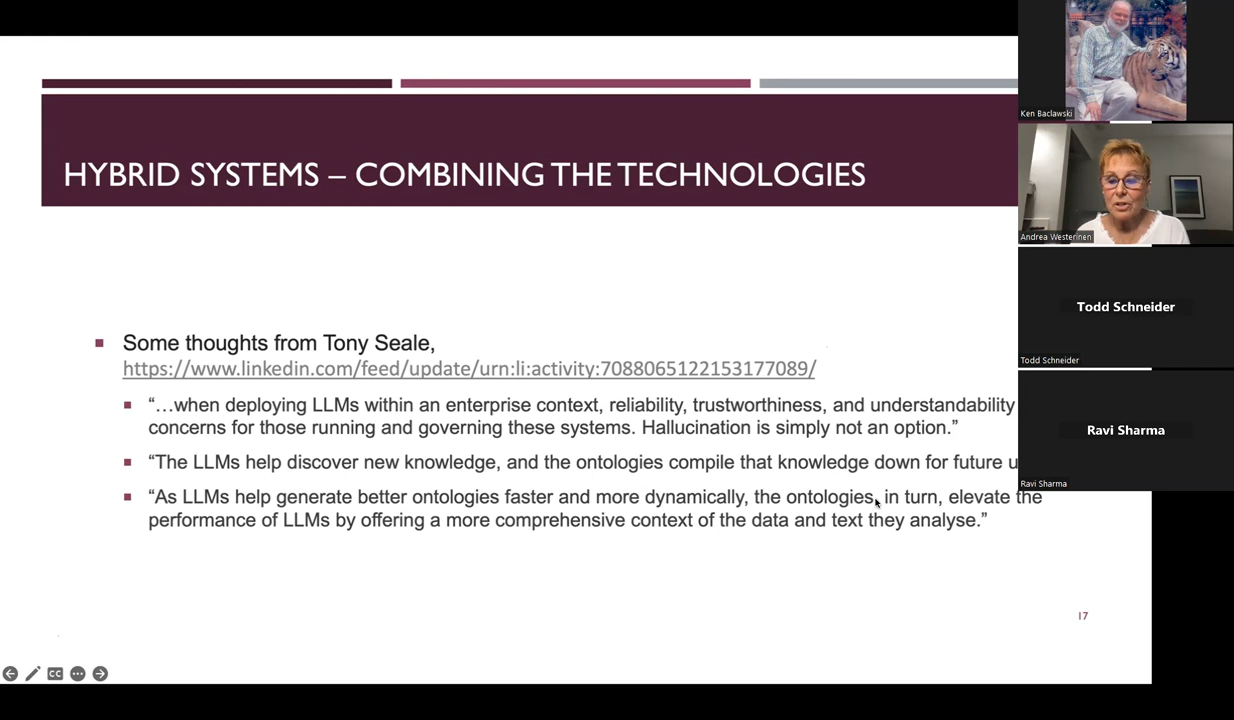 HYBRID SYSTEMS – COMBINING THE TECHNOLOGIES
Some thoughts from Tony Seale,
https://www.linkedin.com/feed/update/urn:li:activity:7088065122153177089/
“…when deploying LLMs within an enterprise context, reliability, trustworthiness, and understandability
concerns for those running and governing these systems. Hallucination is simply not an option.”
“The LLMs help discover new knowledge, and the ontologies compile that knowledge down for future
“As LLMs help generate better ontologies faster and more dynamically, the ontologies, in turn, elevate the
performance of LLMs by offering a more comprehensive context of the data and text they analyse.”
17
CC
Ken Baclawski
Andrea Westerinen
Todd Schneider
Todd Schneider
Ravi Sharma
Ravi Sharma